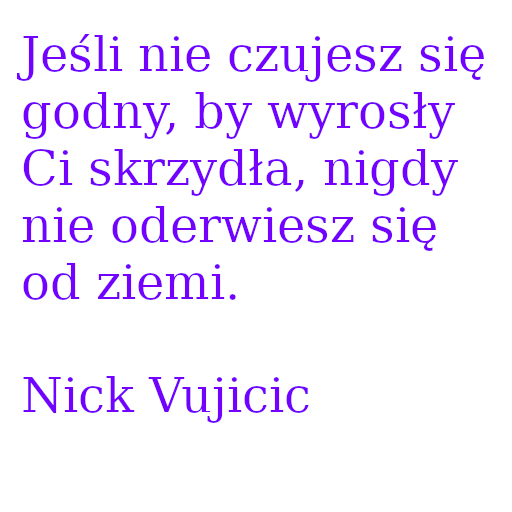 Jeśli nie czujesz się
godny, by wyrosły
Ci skrzydła, nigdy
nie oderwiesz się
od ziemi.

Nick Vujicic